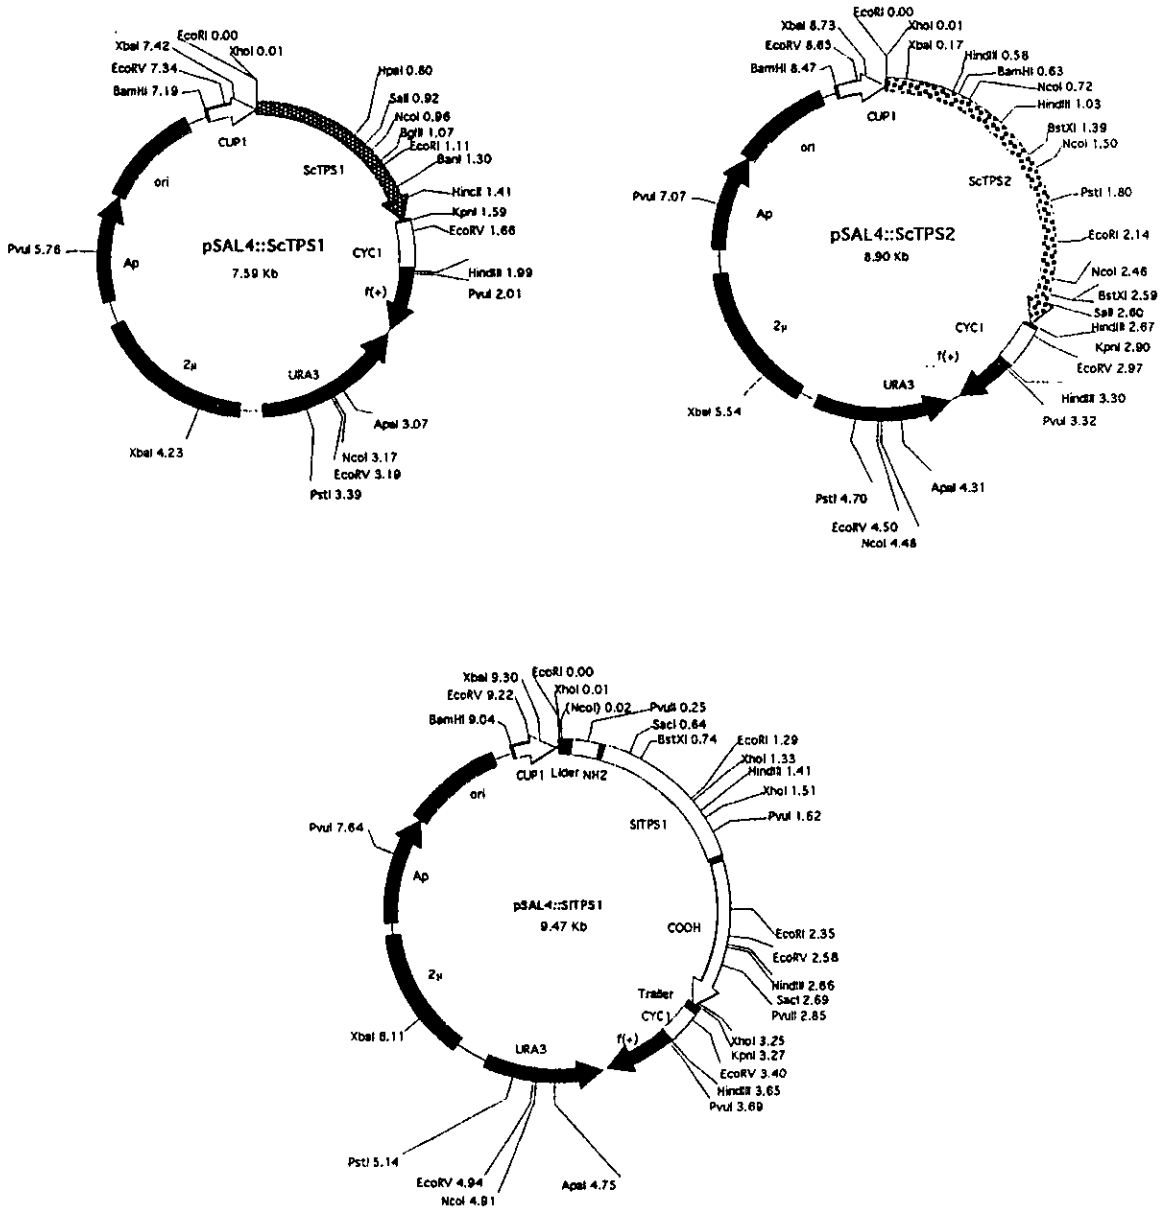 EcoRI 0.00
XbaI 7.42
XhoI 0.01
EcoRV 7.34
BamHI 7.19
HpaI 0.80
SalI 0.92
NcoI 0.96
BglII 1.07
EcoRI 1.11
BanI 1.30
HincII 1.41
KpnI 1.59
EcoRV 1.66
HindIII 1.99
PvuI 2.01
CUP1
ori
ScTPS1
PvuI 5.76
Ap
pSAL4::ScTPS1
7.59 Kb
CYC1
f(+)
2μ
URA3
XbaI 4.23
ApaI 3.07
NcoI 3.17
EcoRV 3.19
PstI 3.39
EcoRI 0.00
XbaI 8.73
XhoI 0.01
EcoRV 8.63
XbaI 0.17
BamHI 8.47
HindIII 0.58
BamHI 0.63
NcoI 0.72
HindIII 1.03
BstXI 1.39
NcoI 1.50
PstI 1.80
EcoRI 2.14
NcoI 2.46
BstXI 2.59
SalI 2.60
HindIII 2.67
KpnI 2.90
EcoRV 2.97
HindIII 3.30
PvuI 3.32
CUP1
ori
ScTPS2
PvuI 7.07
Ap
pSAL4::ScTPS2
8.90 Kb
2μ
CYC1
f(+)
URA3
XbaI 5.54
PstI 4.70
ApaI 4.31
EcoRV 4.50
NcoI 4.48
EcoRI 0.00
XbaI 9.30
XhoI 0.01
EcoRV 9.22
(NcoI) 0.02
BamHI 9.04
PvuII 0.25
SacI 0.64
BstXI 0.74
EcoRI 1.29
XhoI 1.33
HindIII 1.41
XhoI 1.51
PvuI 1.62
CUP1 Lider NH2
ori
SlTPS1
PvuI 7.64
Ap
pSAL4::SlTPS1
9.47 Kb
COOH
EcoRI 2.35
EcoRV 2.58
HindIII 2.66
SacI 2.69
PvuII 2.85
2μ
Trailer
CYC1
f(+)
XhoI 3.25
KpnI 3.27
EcoRV 3.40
HindIII 3.65
PvuI 3.69
XbaI 6.11
URA3
PstI 5.14
EcoRV 4.94
NcoI 4.91
ApaI 4.75